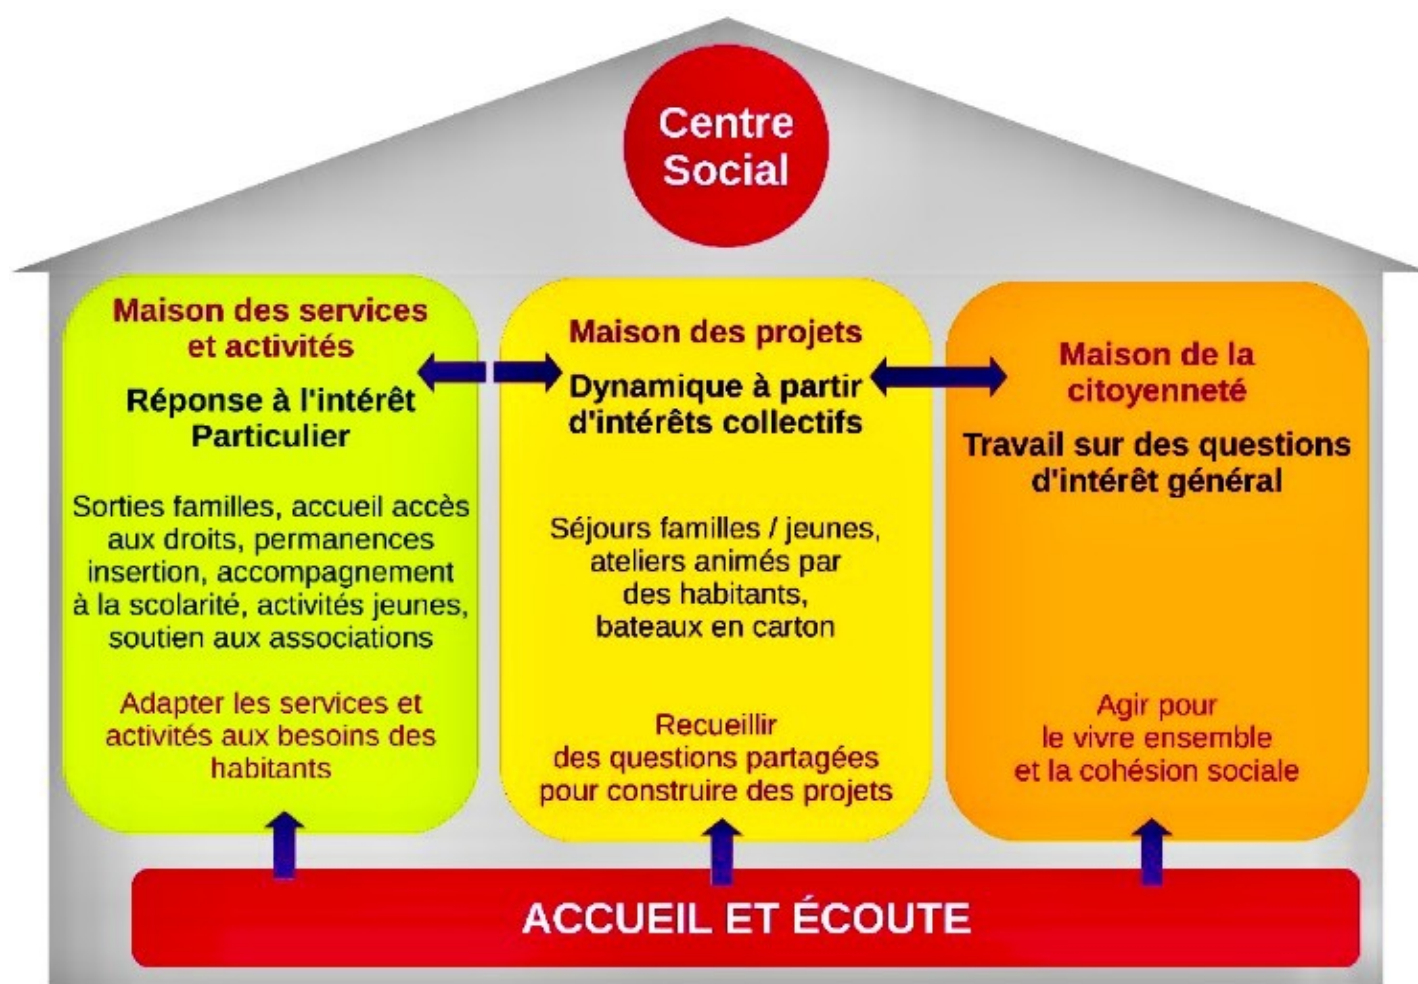 Centre
Social
Maison des services
et activités
Réponse à l'intérêt
Particulier
Sorties familles, accueil accès
aux droits, permanences
insertion, accompagnement
à la scolarité, activités jeunes,
soutien aux associations
Adapter les services et
activités aux besoins des
habitants
Maison des projets
Dynamique à partir
d'intérêts collectifs
Séjours familles / jeunes,
ateliers animés par
des habitants,
bateaux en carton
Recueillir
des questions partagées
pour construire des projets
Maison de la
citoyenneté
Travail sur des questions
d'intérêt général
Agir pour
le vivre ensemble
et la cohésion sociale
ACCUEIL ET ÉCOUTE